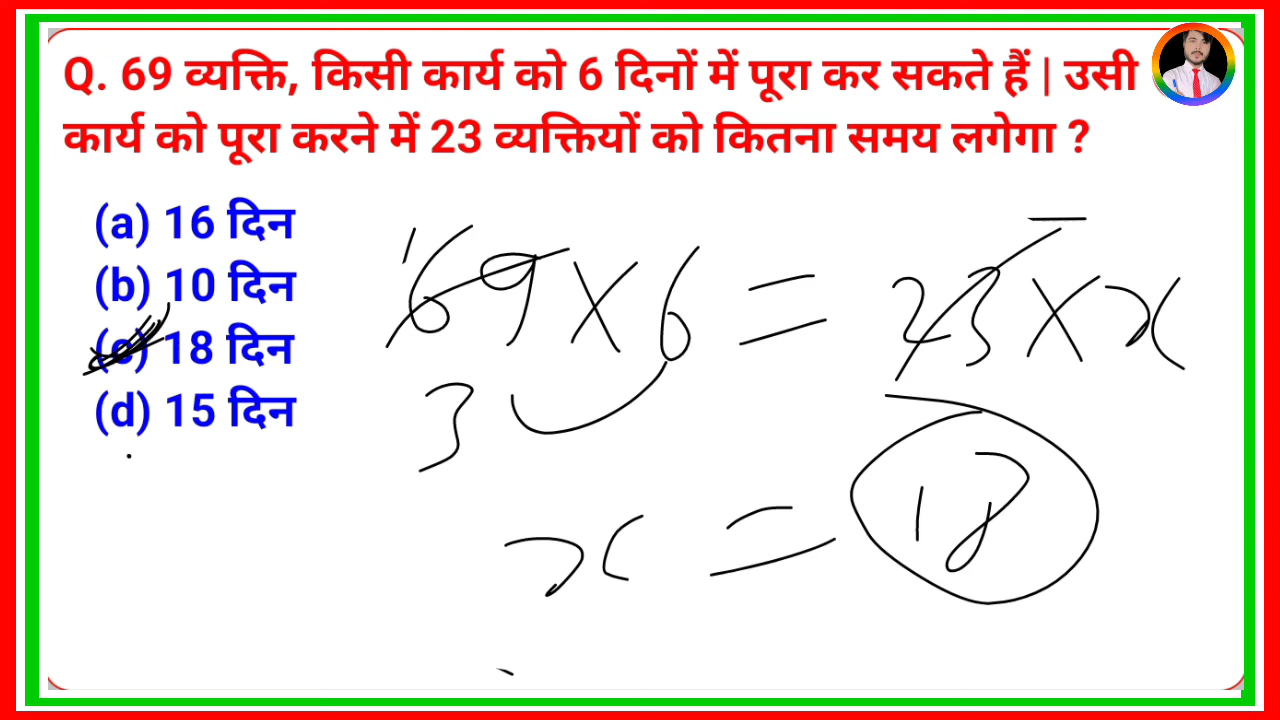 Q. 69 व्यक्ति, किसी कार्य को 6 दिनों में पूरा कर सकते हैं | उसी
कार्य को पूरा करने में 23 व्यक्तियों को कितना समय लगेगा ?
(a) 16 दिन
(b) 10 दिन
(c) 18 दिन
(d) 15 दिन
69 × 6 = 23 × x
3
x = 18